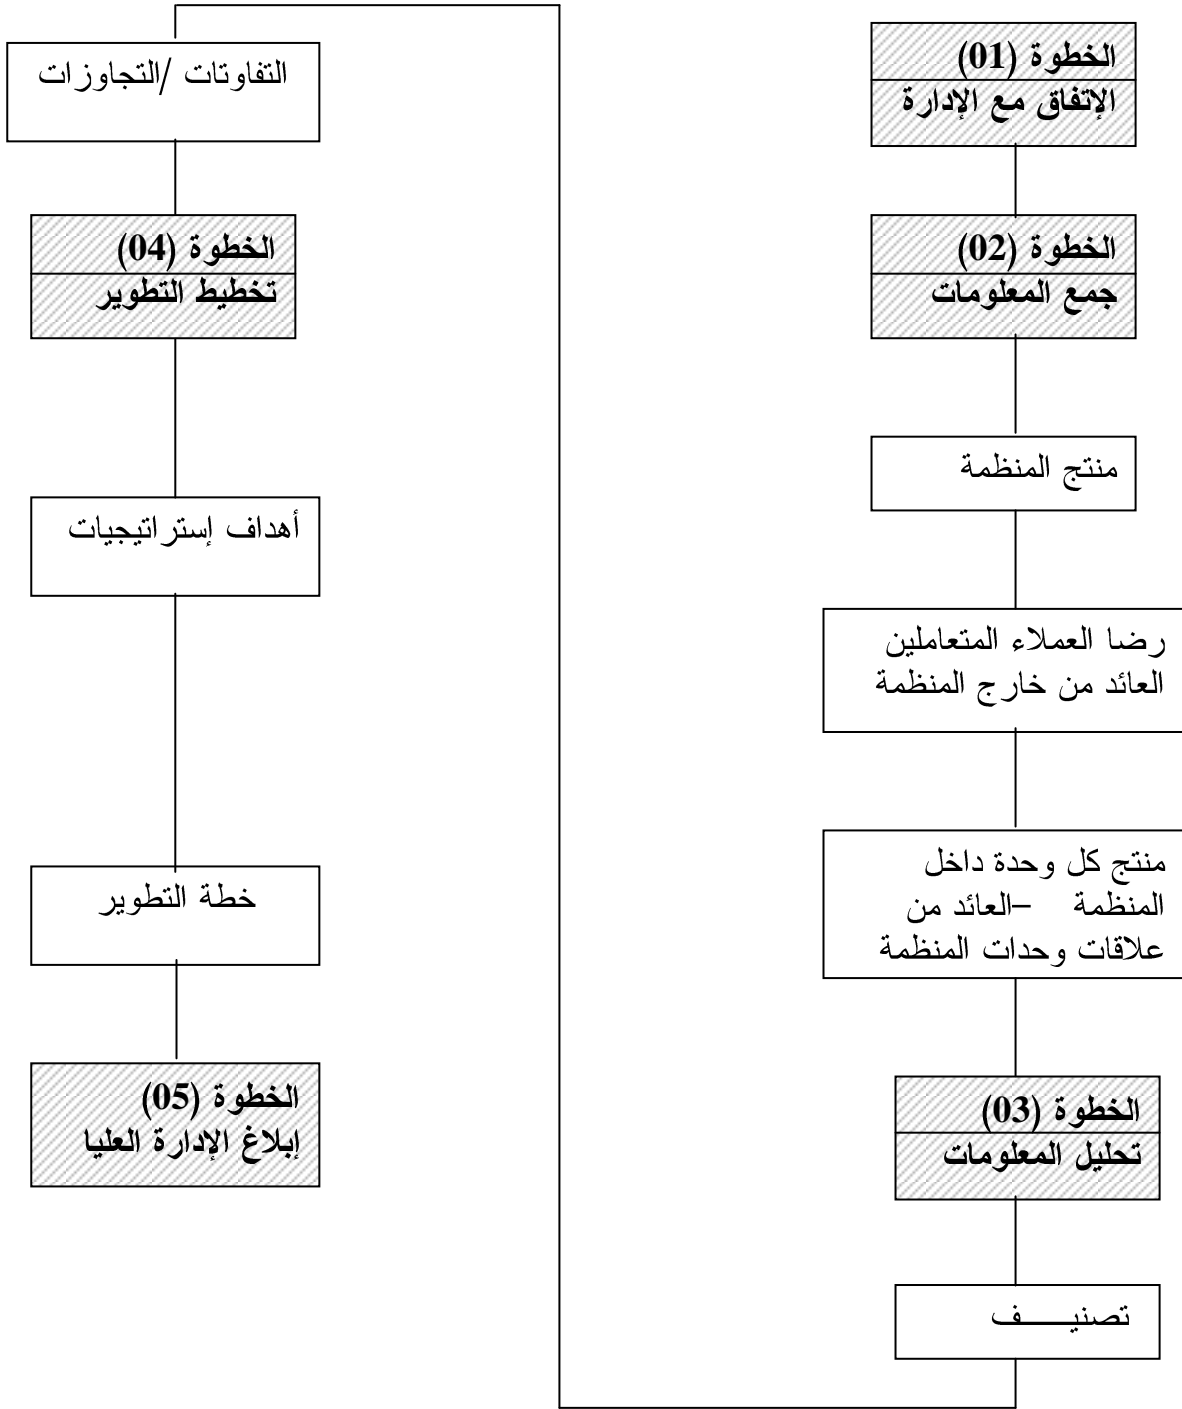 الخطوة (01)
الإتفاق مع الإدارة
الخطوة (02)
جمع المعلومات
منتج المنظمة
رضا العملاء المتعاملين
العائد من خارج المنظمة
منتج كل وحدة داخل
المنظمة –العائد من
علاقات وحدات المنظمة
الخطوة (03)
تحليل المعلومات
تصنيــــف
التفاوتات /التجاوزات
الخطوة (04)
تخطيط التطوير
أهداف إستراتيجيات
خطة التطوير
الخطوة (05)
إبلاغ الإدارة العليا